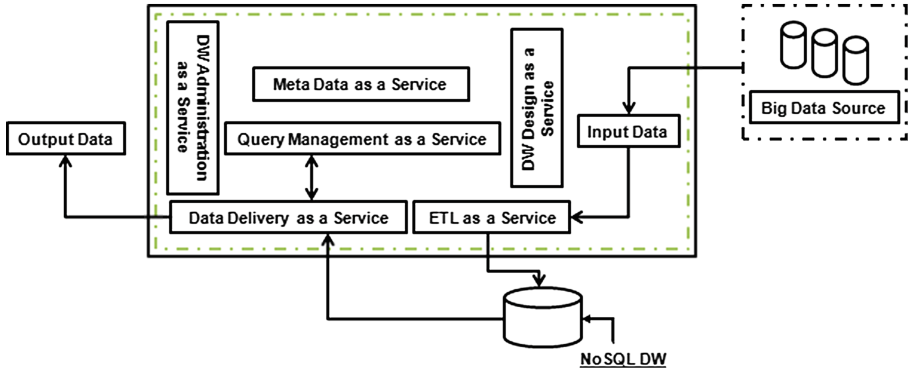 DW Administration
as a Service
Meta Data as a Service
DW Design as a
Service
Big Data Source
Output Data
Query Management as a Service
Input Data
Data Delivery as a Service
ETL as a Service
NoSQL DW